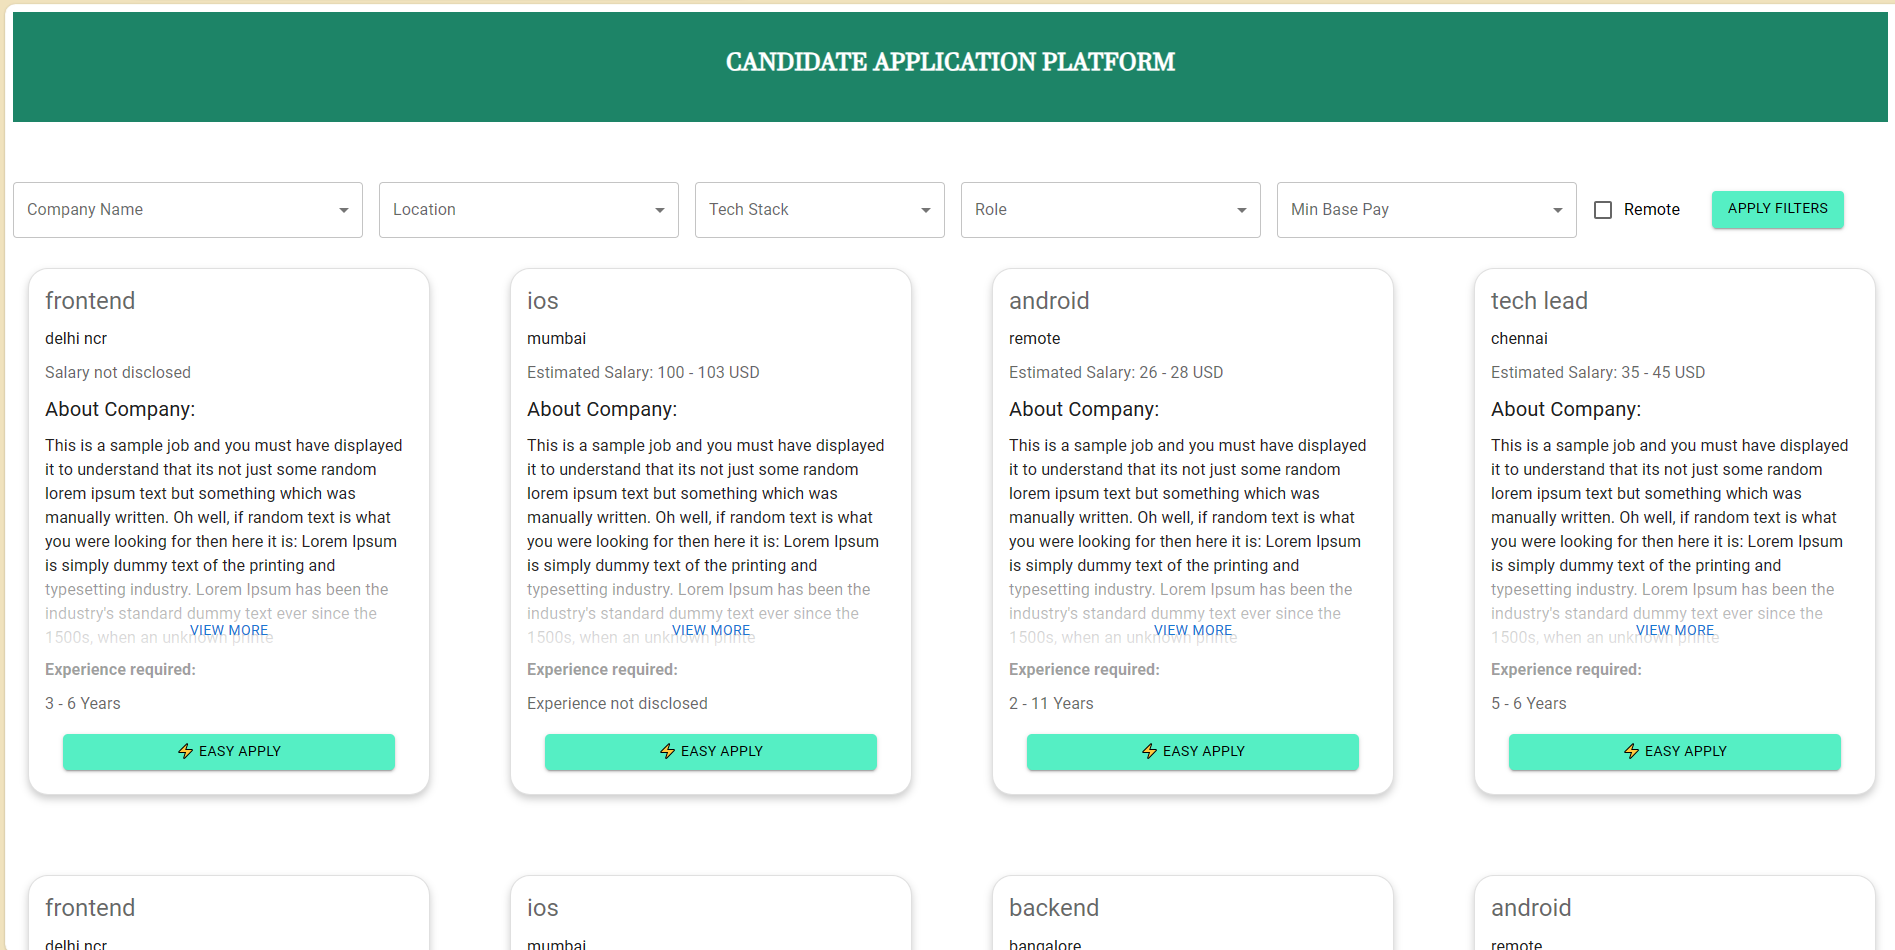 CANDIDATE APPLICATION PLATFORM
Company Name
Location
Tech Stack
Role
Min Base Pay
Remote
APPLY FILTERS
frontend
delhi ncr
Salary not disclosed
About Company:
This is a sample job and you must have displayed
it to understand that its not just some random
lorem ipsum text but something which was
manually written. Oh well, if random text is what
you were looking for then here it is: Lorem Ipsum
is simply dummy text of the printing and
typesetting industry. Lorem Ipsum has been the
industry's standard dummy text ever since the
1500s, when an unknown printe
VIEW MORE
Experience required:
3 - 6 Years
EASY APPLY
ios
mumbai
Estimated Salary: 100 - 103 USD
About Company:
This is a sample job and you must have displayed
it to understand that its not just some random
lorem ipsum text but something which was
manually written. Oh well, if random text is what
you were looking for then here it is: Lorem Ipsum
is simply dummy text of the printing and
typesetting industry. Lorem Ipsum has been the
industry's standard dummy text ever since the
1500s, when an unknown printe
VIEW MORE
Experience required:
Experience not disclosed
EASY APPLY
android
remote
Estimated Salary: 26 - 28 USD
About Company:
This is a sample job and you must have displayed
it to understand that its not just some random
lorem ipsum text but something which was
manually written. Oh well, if random text is what
you were looking for then here it is: Lorem Ipsum
is simply dummy text of the printing and
typesetting industry. Lorem Ipsum has been the
industry's standard dummy text ever since the
1500s, when an unknown printe
VIEW MORE
Experience required:
2 - 11 Years
EASY APPLY
tech lead
chennai
Estimated Salary: 35 - 45 USD
About Company:
This is a sample job and you must have displayed
it to understand that its not just some random
lorem ipsum text but something which was
manually written. Oh well, if random text is what
you were looking for then here it is: Lorem Ipsum
is simply dummy text of the printing and
typesetting industry. Lorem Ipsum has been the
industry's standard dummy text ever since the
1500s, when an unknown printe
VIEW MORE
Experience required:
5 - 6 Years
EASY APPLY
frontend
delhi ncr
ios
mumbai
backend
bangalore
android
remote